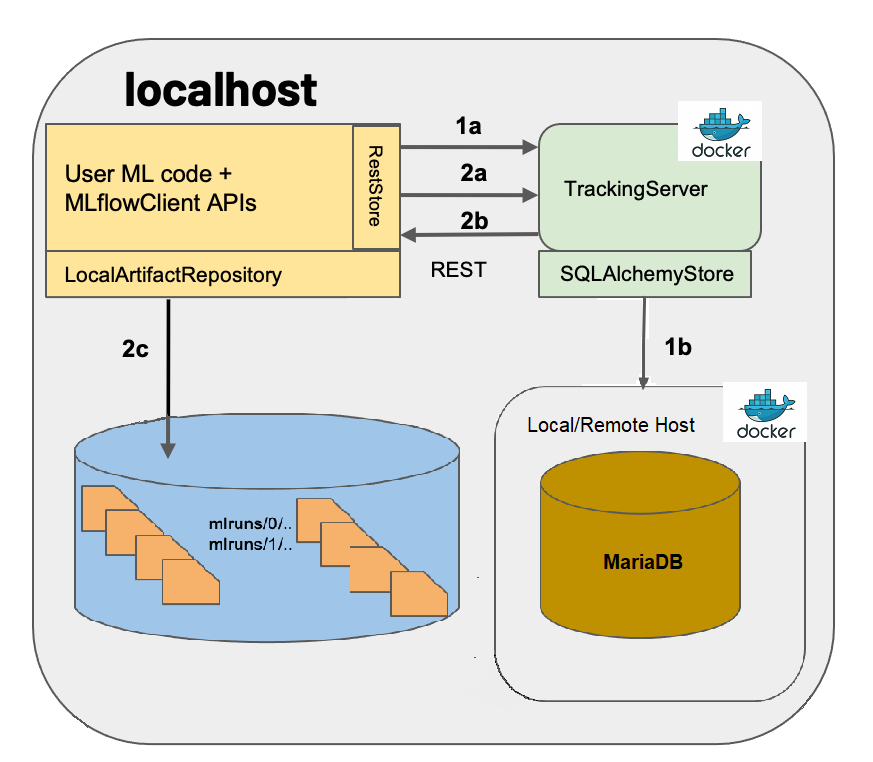 localhost
User ML code +
MLflowClient APIs
RestStore
LocalArtifactRepository
1a
2a
2b
REST
docker
TrackingServer
SQLAlchemyStore
2c
1b
mlruns/0/..
mlruns/1/..
Local/Remote Host
docker
MariaDB